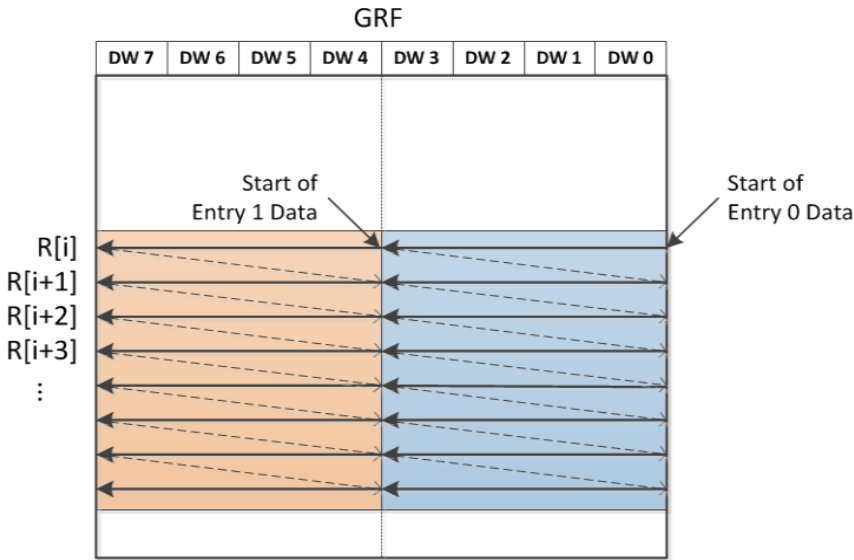 GRF
DW 7 DW 6 DW 5 DW 4 DW 3 DW 2 DW 1 DW 0
Start of
Entry 1 Data
Start of
Entry 0 Data
R[i]
R[i+1]
R[i+2]
R[i+3]
⋮